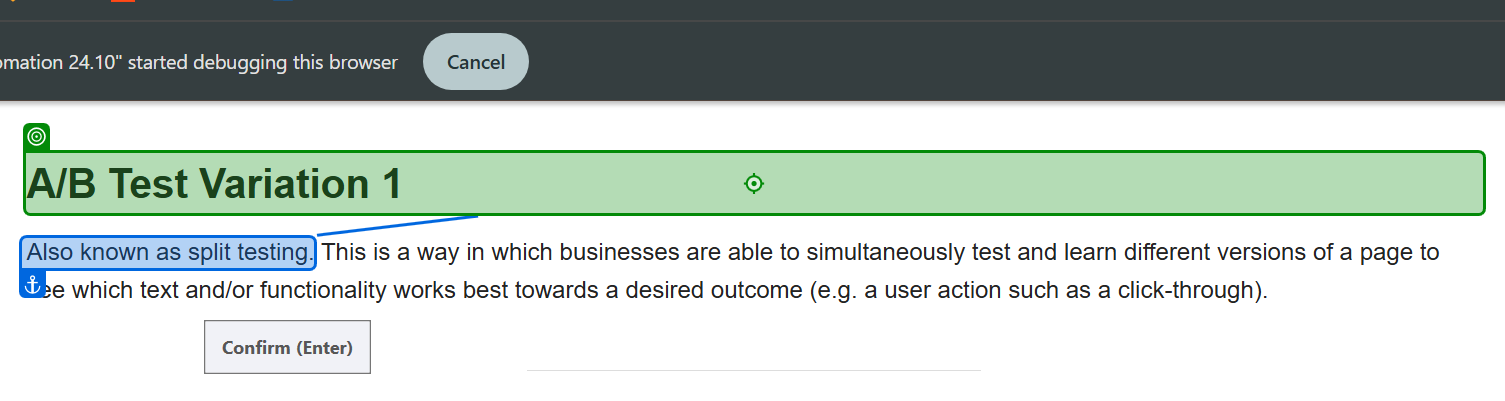 omation 24.10" started debugging this browser Cancel
A/B Test Variation 1
Also known as split testing. This is a way in which businesses are able to simultaneously test and learn different versions of a page to
ee which text and/or functionality works best towards a desired outcome (e.g. a user action such as a click-through).
Confirm (Enter)